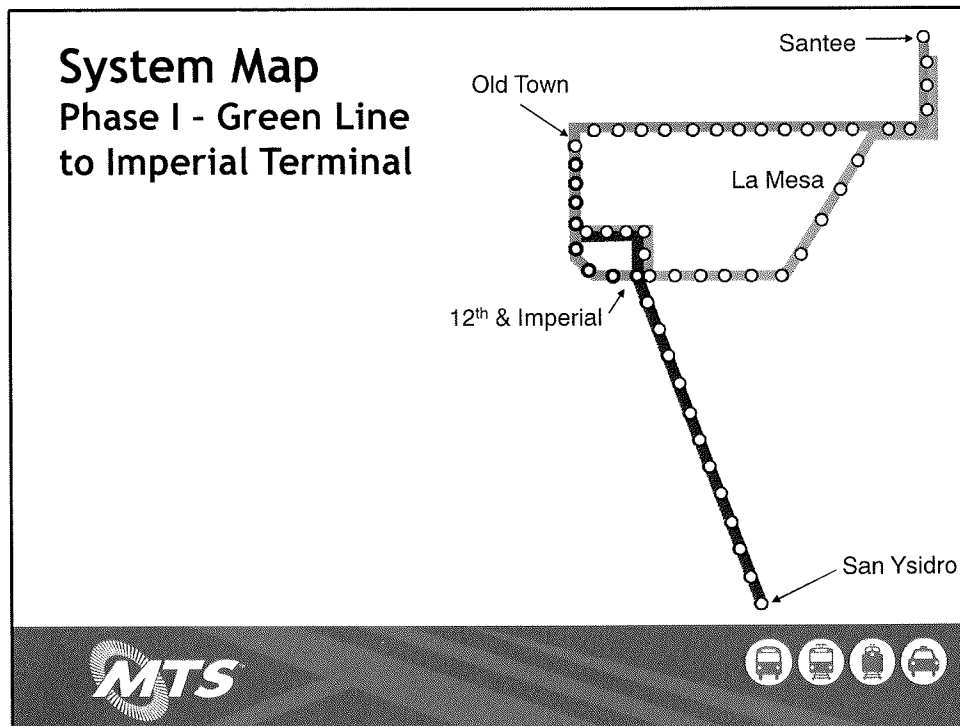 System Map
Phase I - Green Line
to Imperial Terminal
Santee
Old Town
La Mesa
12th & Imperial
San Ysidro
MTS